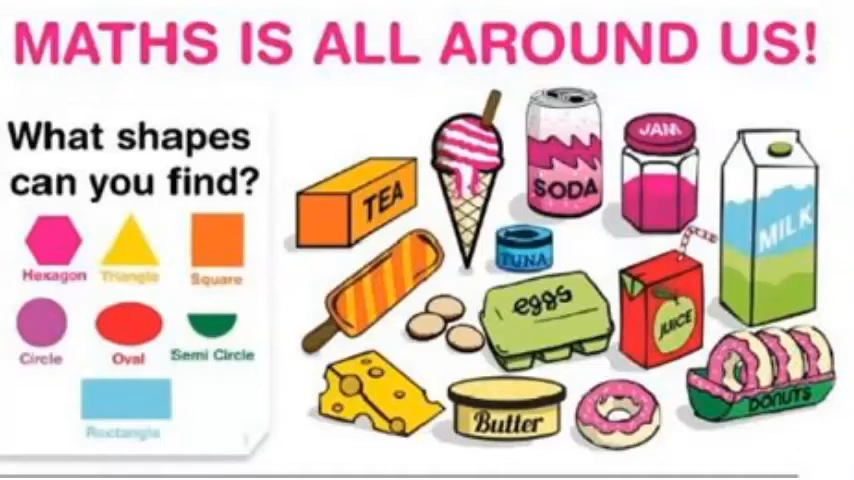 MATHS IS ALL AROUND US!
What shapes
can you find?
Hexagon
Triangle
Square
Circle
Oval
Semi Circle
Rectangle
TEA
SODA
JAM
MILK
TUNA
eggs
JUICE
Butter
DONUTS